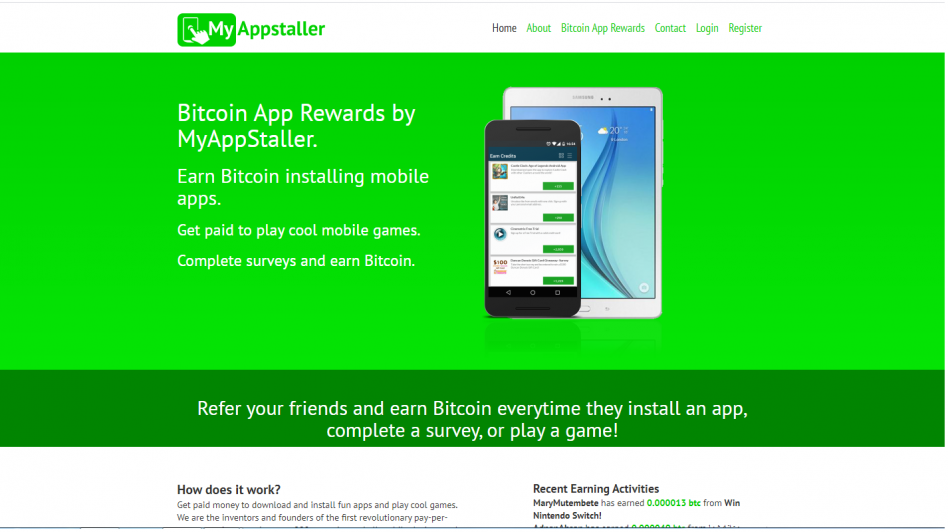 MyAppstaller
Home About Bitcoin App Rewards Contact Login Register
Bitcoin App Rewards by
MyAppStaller.
Earn Bitcoin installing mobile
apps.
Get paid to play cool mobile games.
Complete surveys and earn Bitcoin.
SAMSUNG
20°
Earn Credits
$100
Refer your friends and earn Bitcoin everytime they install an app,
complete a survey, or play a game!
How does it work?
Get paid money to download and install fun apps and play cool games.
We are the inventors and founders of the first revolutionary pay-per-
Recent Earning Activities
MaryMutembete has earned 0.000013 btc from Win
Nintendo Switch!